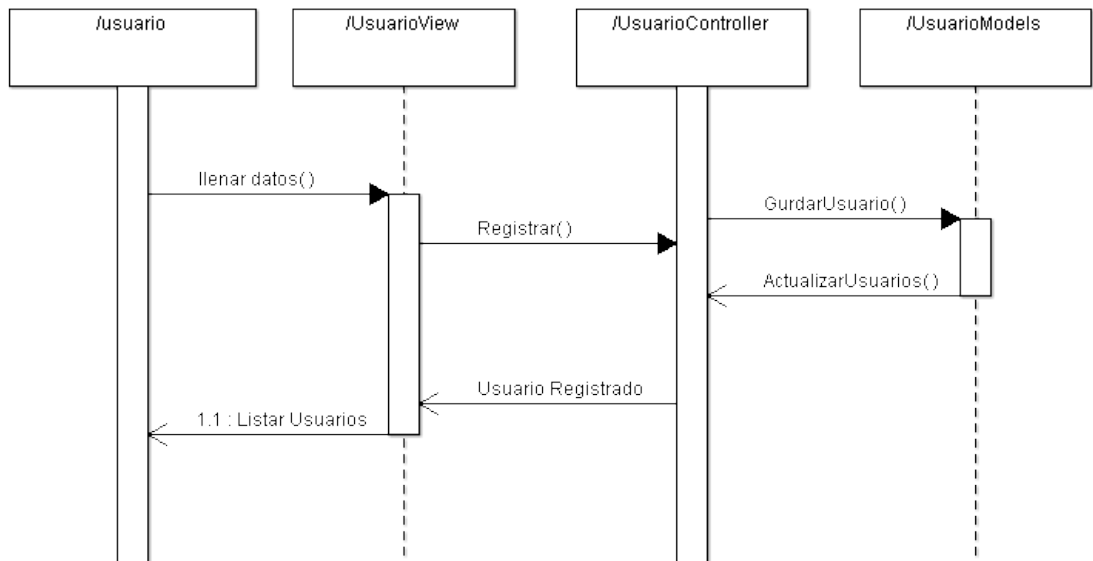 /usuario
/UsuarioView
/UsuarioController
/UsuarioModels
llenar datos( )
GurdarUsuario( )
Registrar( )
ActualizarUsuarios( )
Usuario Registrado
1.1 : Listar Usuarios